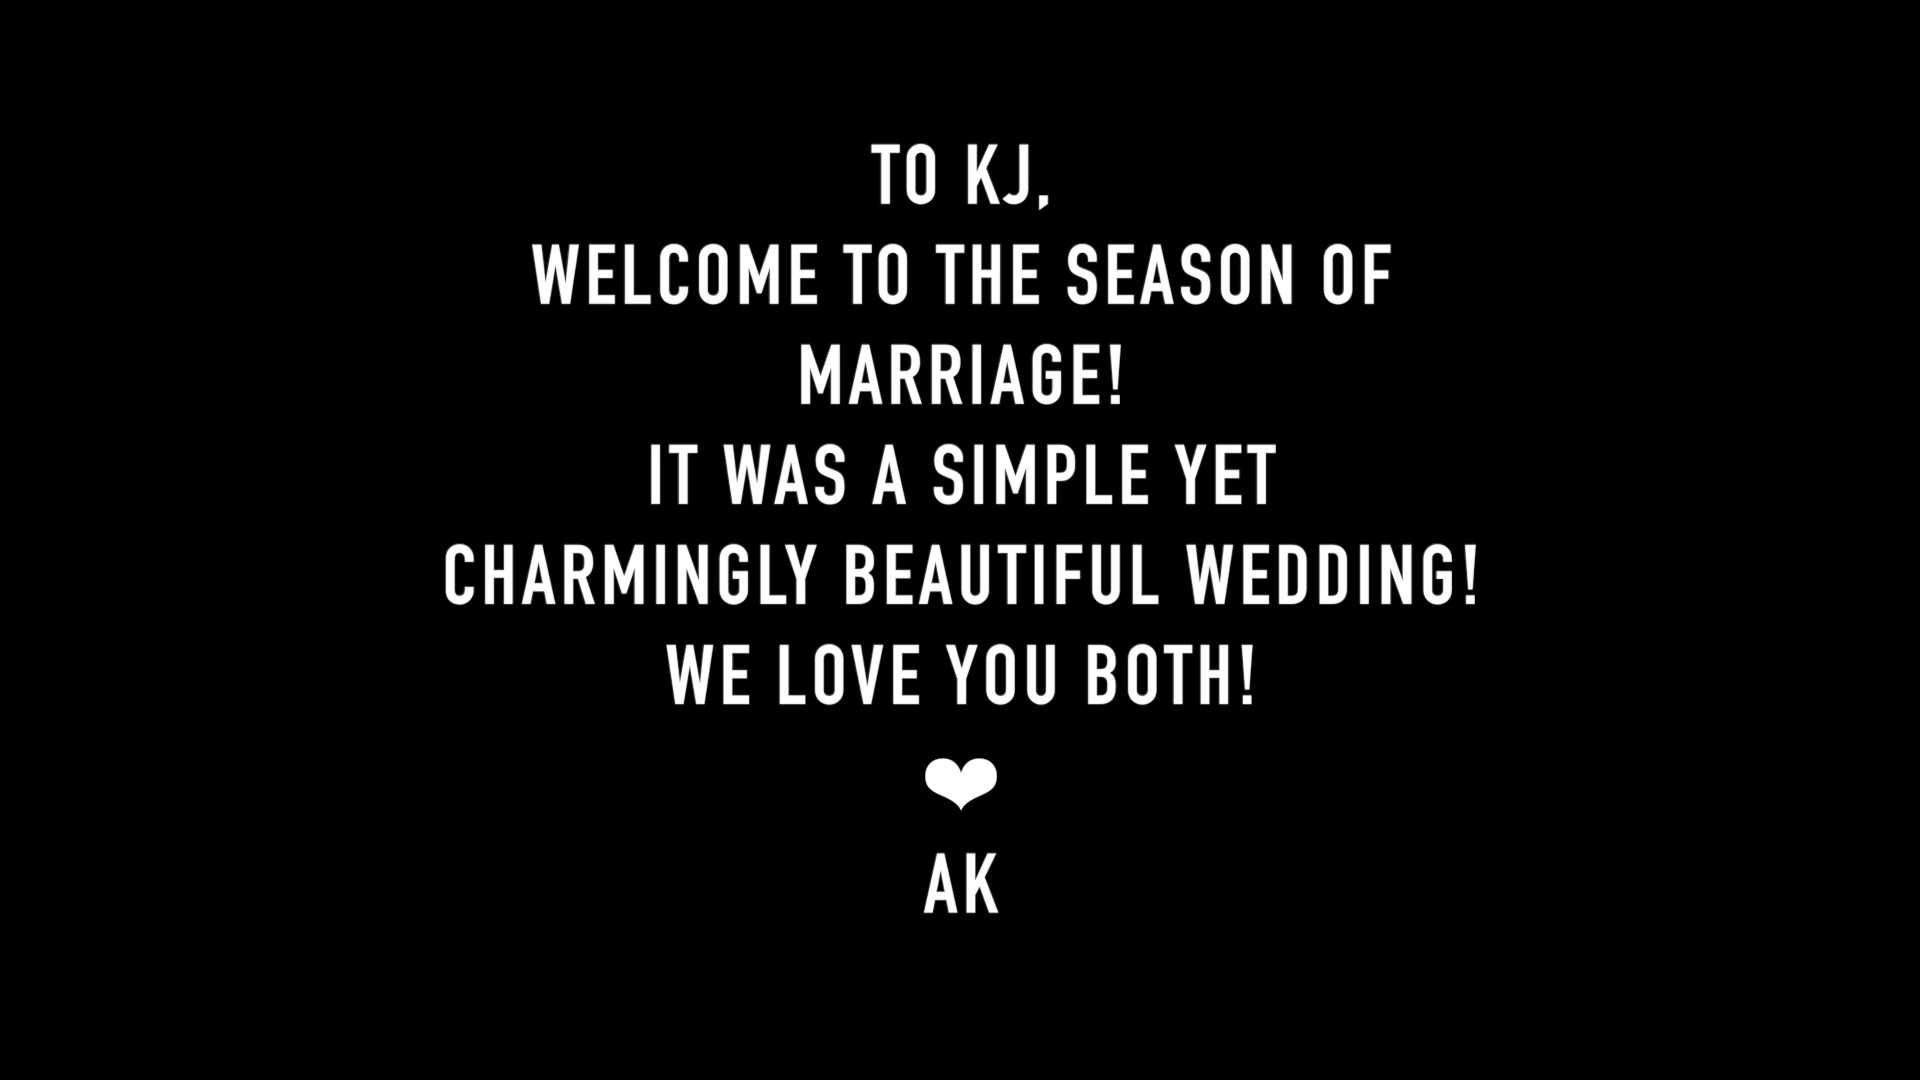 TO KJ,
WELCOME TO THE SEASON OF
MARRIAGE!
IT WAS A SIMPLE YET
CHARMINGLY BEAUTIFUL WEDDING!
WE LOVE YOU BOTH!
❤
AK